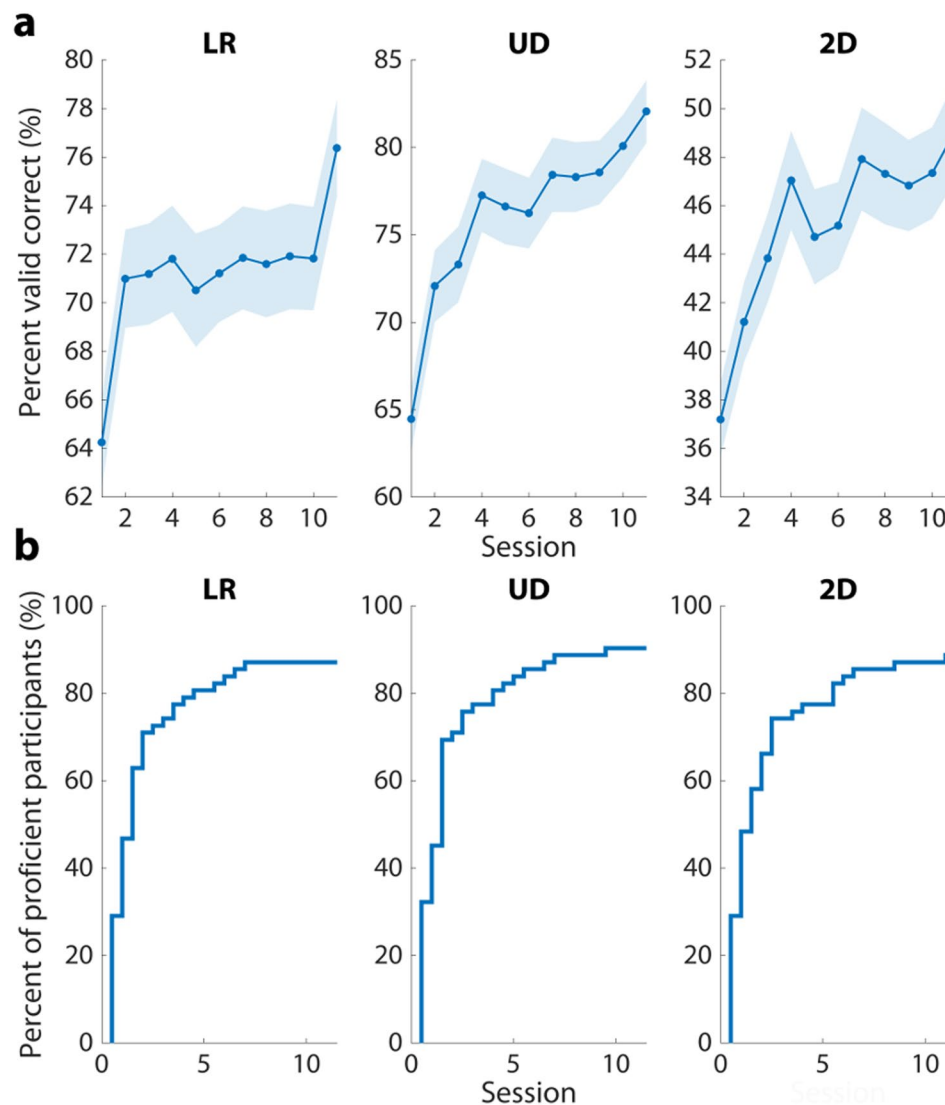 a
LR
UD
2D
Percent valid correct (%)
80
78
76
74
72
70
68
66
64
62
2 4 6 8 10
85
80
75
70
65
60
2 4 6 8 10
52
50
48
46
44
42
40
38
36
34
2 4 6 8 10
Session
b
LR
UD
2D
Percent of proficient participants (%)
100
80
60
40
20
0
0 5 10
100
80
60
40
20
0
0 5 10
100
80
60
40
20
0
0 5 10
Session
Session